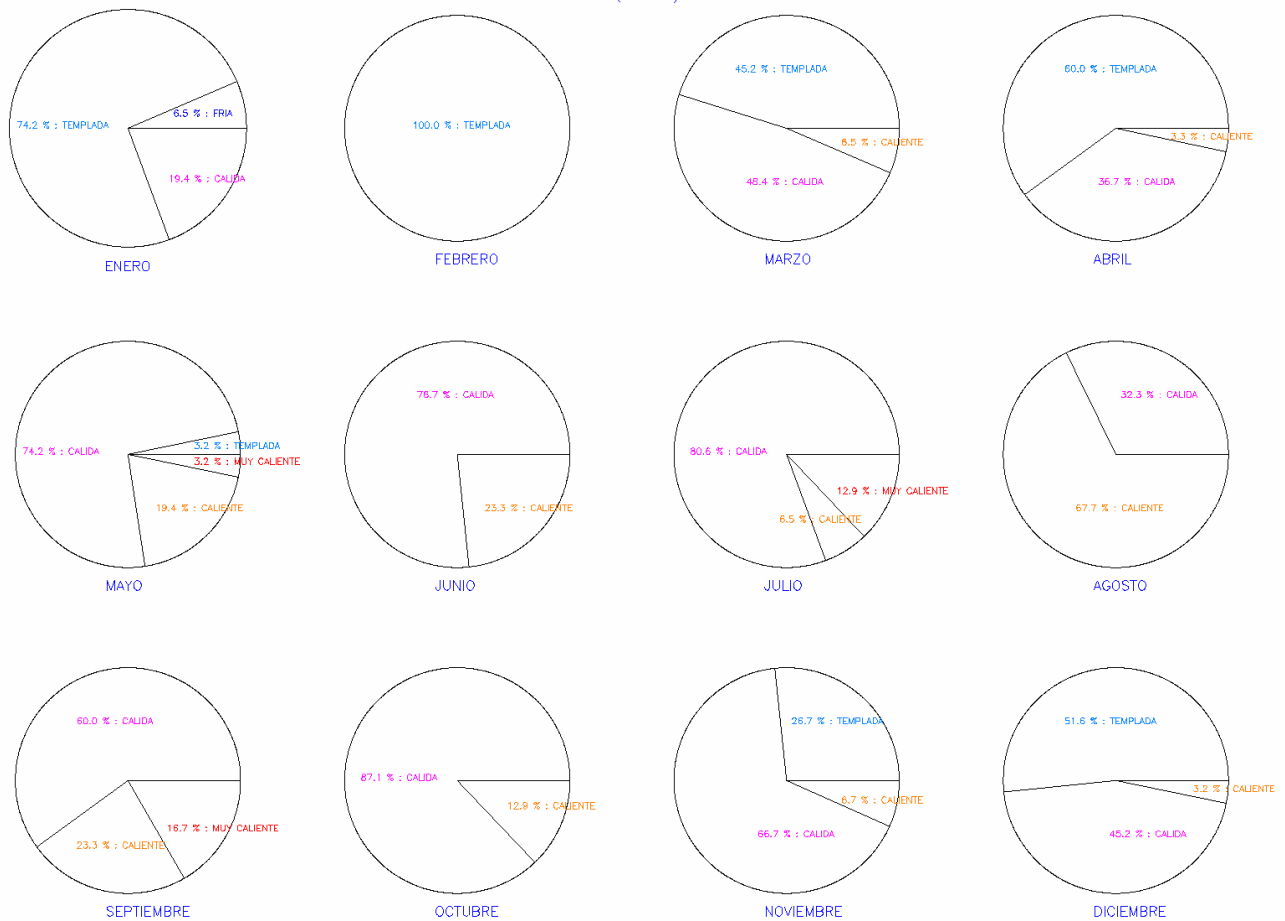 74.2 % : TEMPLADA
6.5 % : FRIA
19.4 % : CALIDA
ENERO
100.0 % : TEMPLADA
FEBRERO
45.2 % : TEMPLADA
6.5 % : CALIENTE
48.4 % : CALIDA
MARZO
60.0 % : TEMPLADA
3.3 % : CALIENTE
36.7 % : CALIDA
ABRIL
74.2 % : CALIDA
3.2 % : TEMPLADA
3.2 % : MUY CALIENTE
19.4 % : CALIENTE
MAYO
76.7 % : CALIDA
23.3 % : CALIENTE
JUNIO
80.6 % : CALIDA
12.9 % : MUY CALIENTE
6.5 % : CALIENTE
JULIO
32.3 % : CALIDA
67.7 % : CALIENTE
AGOSTO
60.0 % : CALIDA
16.7 % : MUY CALIENTE
23.3 % : CALIENTE
SEPTIEMBRE
87.1 % : CALIDA
12.9 % : CALIENTE
OCTUBRE
26.7 % : TEMPLADA
6.7 % : CALIENTE
66.7 % : CALIDA
NOVIEMBRE
51.6 % : TEMPLADA
3.2 % : CALIENTE
45.2 % : CALIDA
DICIEMBRE